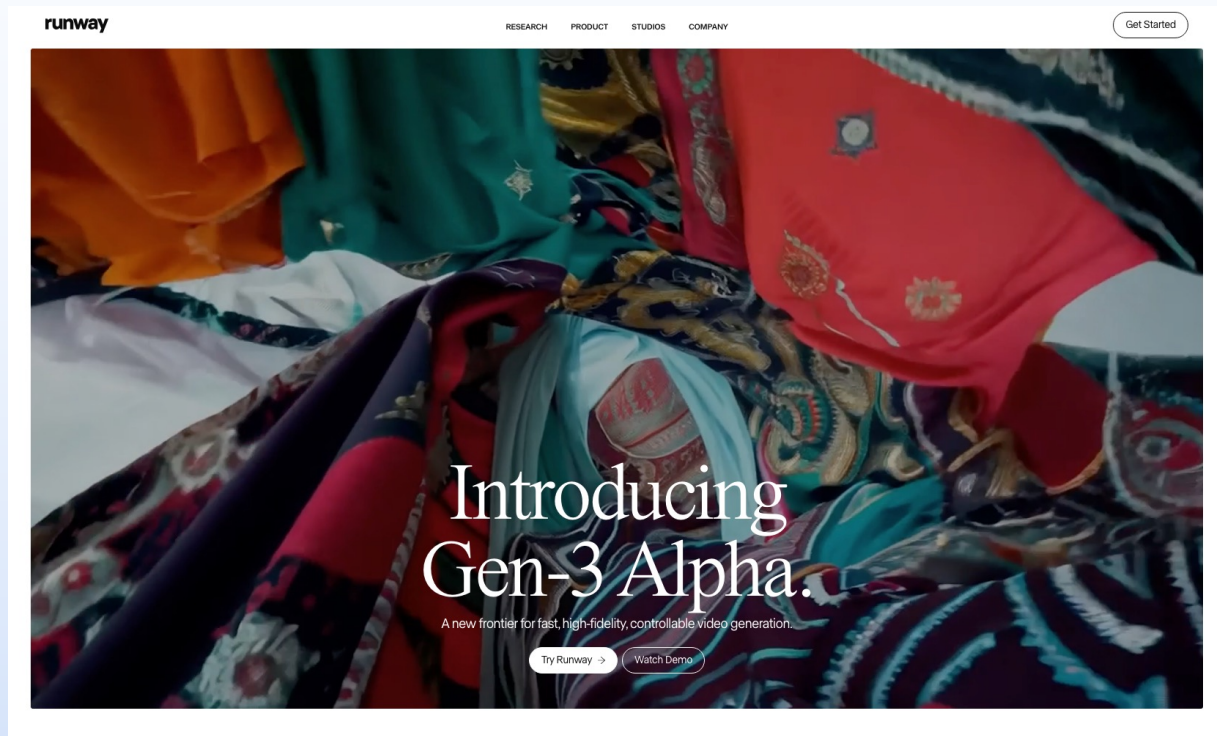 runway
RESEARCH PRODUCT STUDIOS COMPANY
Get Started
Introducing
Gen-3 Alpha.
A new frontier for fast, high-fidelity, controllable video generation.
Try Runway →
Watch Demo